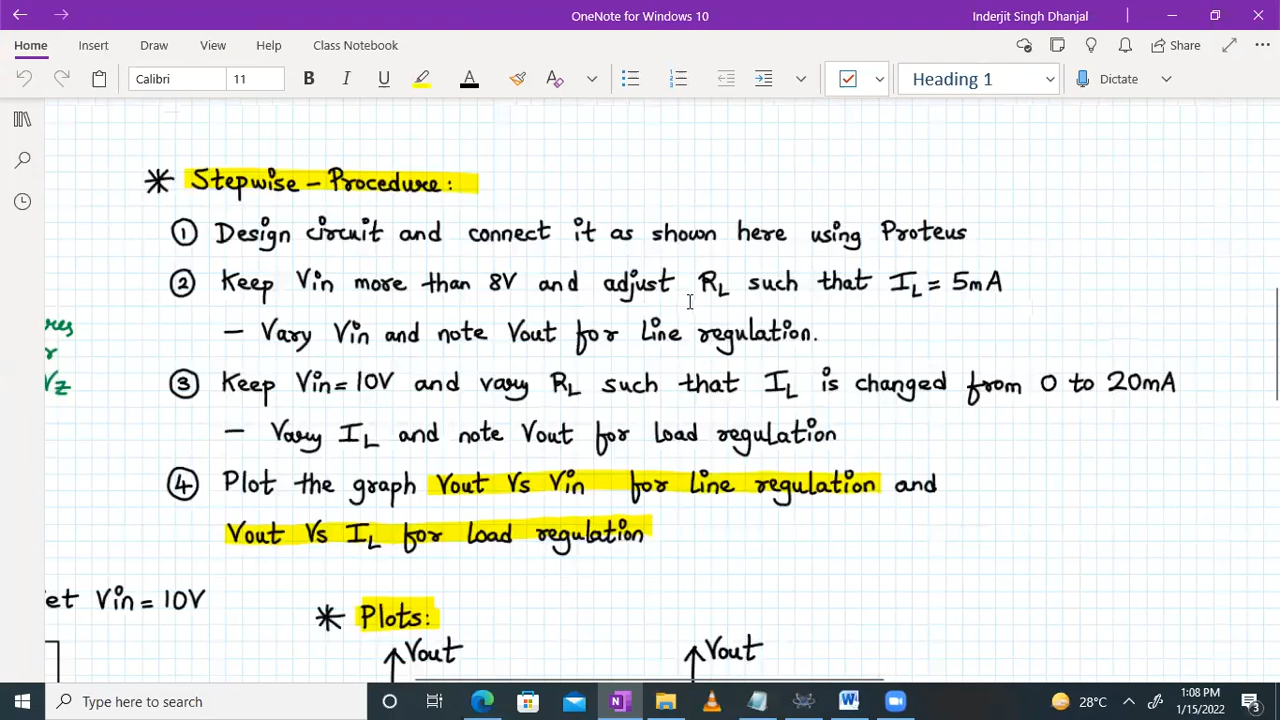 OneNote for Windows 10
Inderjit Singh Dhanjal
Home Insert Draw View Help Class Notebook Share
Calibri 11 B I U A Heading 1 Dictate
* Stepwise - Procedure:
① Design circuit and connect it as shown here using Proteus
② Keep Vin more than 8V and adjust RL such that IL = 5mA
res
- Vary Vin and note Vout for Line regulation.
r
Vz
③ Keep Vin = 10V and vary RL such that IL is changed from 0 to 20mA
- Vary IL and note Vout for load regulation
④ Plot the graph Vout Vs Vin for Line regulation and
Vout Vs IL for load regulation
et Vin = 10V
* Plots:
Vout Vout
Type here to search
28°C
1:08 PM
1/15/2022
3